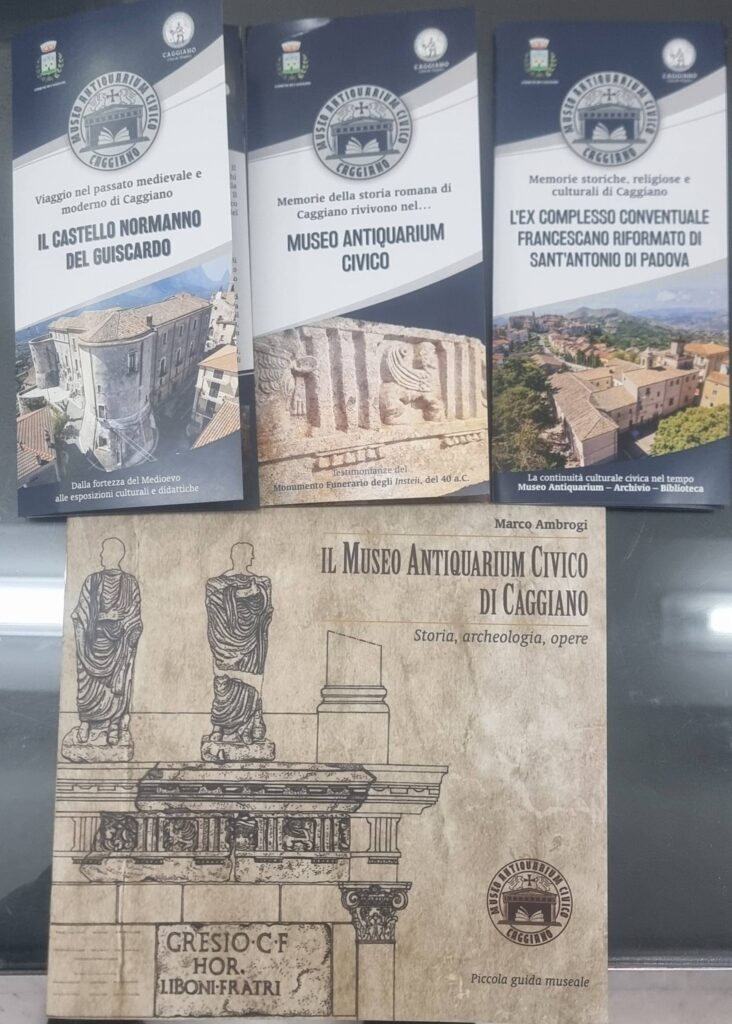 CAGGIANO
MUSEO ANTIQUARIUM CIVICO
CAGGIANO
Viaggio nel passato medievale e
moderno di Caggiano
IL CASTELLO NORMANNO
DEL GUISCARDO
Dalla fortezza del Medioevo
alle esposizioni culturali e didattiche
CAGGIANO
MUSEO ANTIQUARIUM CIVICO
CAGGIANO
Memorie della storia romana di
Caggiano rivivono nel...
MUSEO ANTIQUARIUM
CIVICO
Testimonianze del
Monumento Funerario degli Insteii, del 40 a.C.
CAGGIANO
MUSEO ANTIQUARIUM CIVICO
CAGGIANO
Memorie storiche, religiose e
culturali di Caggiano
L'EX COMPLESSO CONVENTUALE
FRANCESCANO RIFORMATO DI
SANT'ANTONIO DI PADOVA
La continuità culturale civica nel tempo
Museo Antiquarium – Archivio – Biblioteca
Marco Ambrogi
IL MUSEO ANTIQUARIUM CIVICO
DI CAGGIANO
Storia, archeologia, opere
GRESIO·C·F
HOR.
LIBONI·FRATRI
MUSEO ANTIQUARIUM CIVICO
CAGGIANO
Piccola guida museale